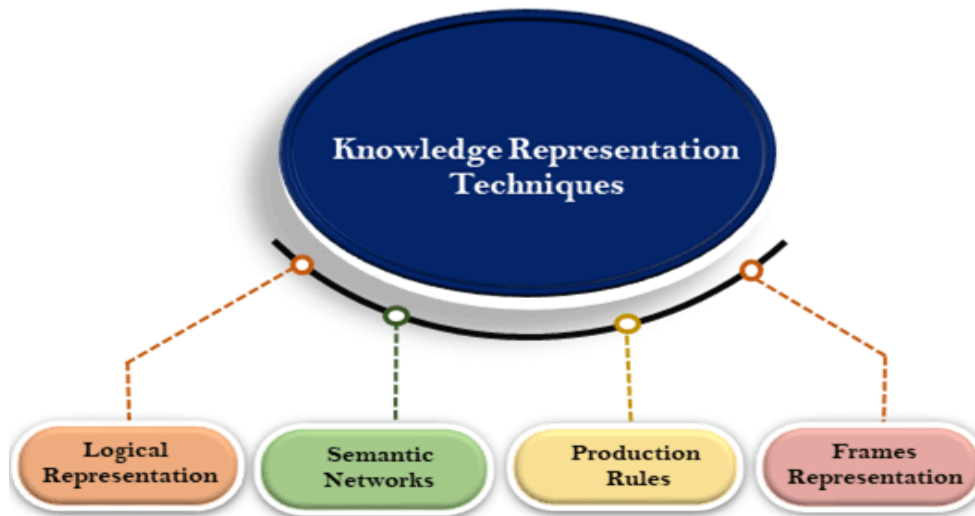 Knowledge Representation
Techniques
Logical
Representation
Semantic
Networks
Production
Rules
Frames
Representation